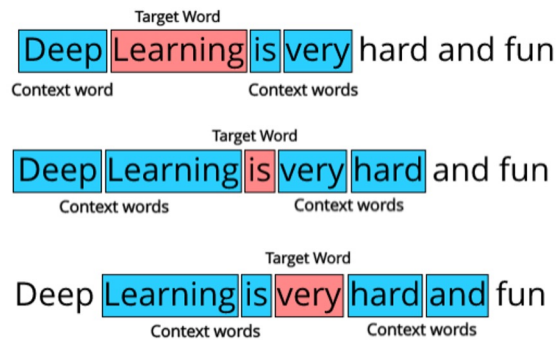 Target Word
Deep Learning is very hard and fun
Context word Context words
Target Word
Deep Learning is very hard and fun
Context words Context words
Target Word
Deep Learning is very hard and fun
Context words Context words